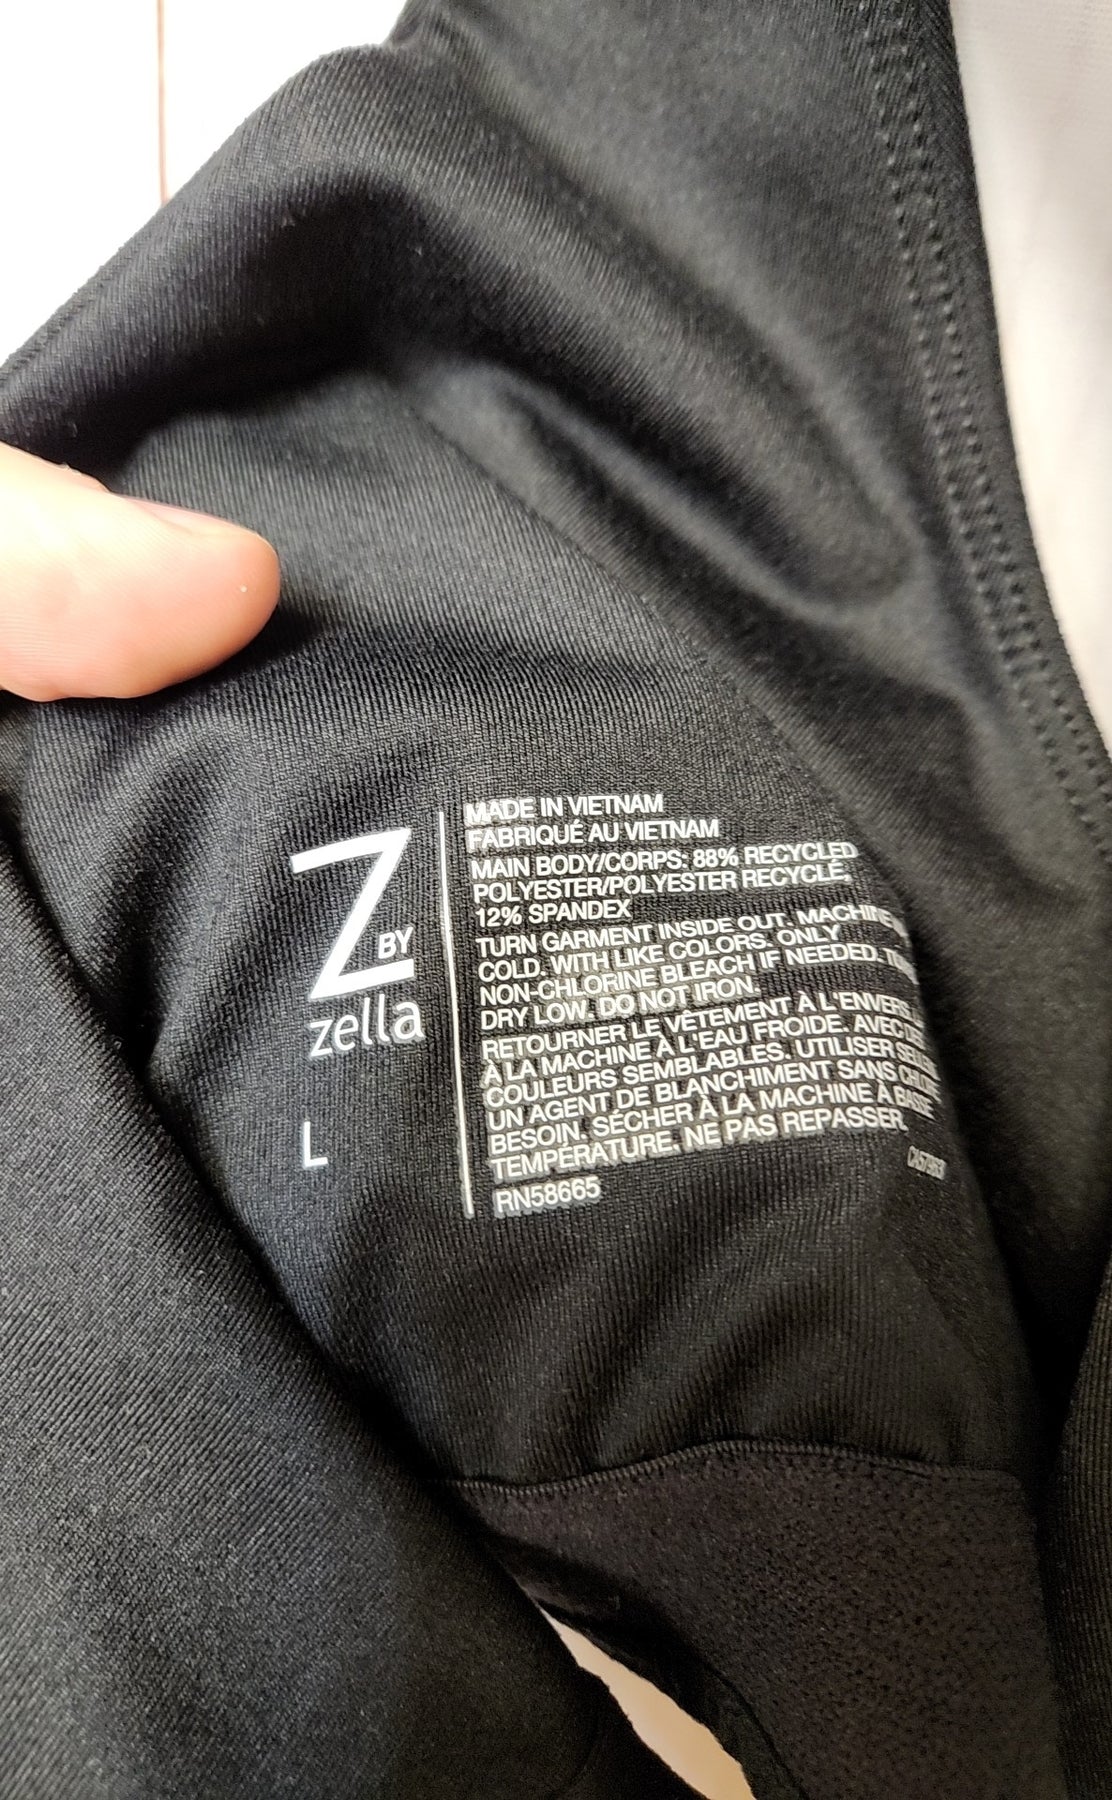 Z BY
zella
L
MADE IN VIETNAM
FABRIQUÉ AU VIETNAM
MAIN BODY/CORPS: 88% RECYCLED
POLYESTER/POLYESTER RECYCLÉ,
12% SPANDEX
TURN GARMENT INSIDE OUT. MACHINE
COLD. WITH LIKE COLORS. ONLY
NON-CHLORINE BLEACH IF NEEDED.
DRY LOW. DO NOT IRON.
RETOURNER LE VÊTEMENT À L'ENVERS.
À LA MACHINE À L'EAU FROIDE. AVEC
COULEURS SEMBLABLES. UTILISER
UN AGENT DE BLANCHIMENT SANS
BESOIN. SÉCHER À LA MACHINE À BASSE
TEMPÉRATURE. NE PAS REPASSER.
RN58665